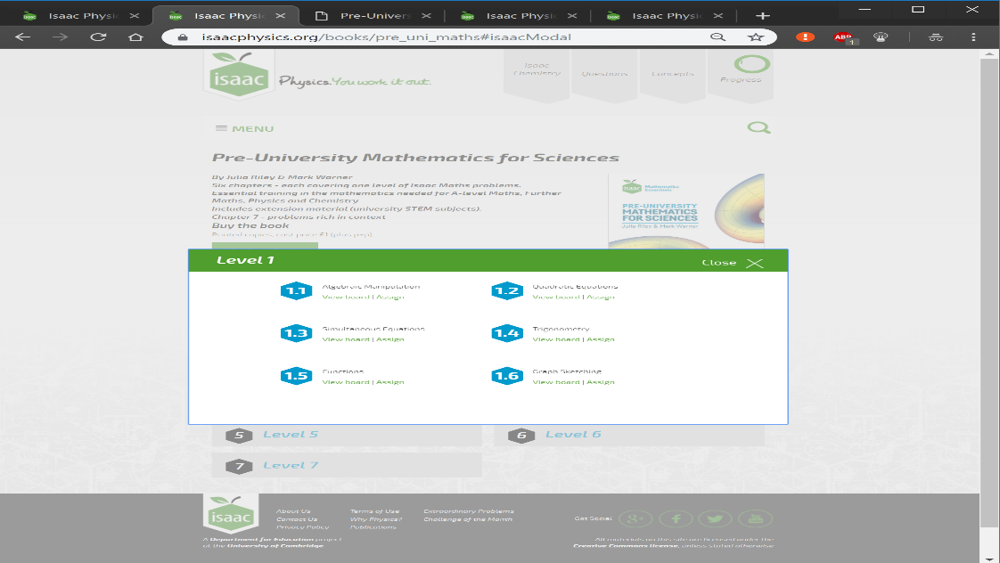 Isaac Physi
Isaac Physi
Pre-Univers
Isaac Physi
Isaac Physi
isaacphysics.org/books/pre_uni_maths#isaacModal
ABP
1
isaac
Physics. You work it out.
Isaac
Chemistry
Questions
Concepts
Progress
MENU
Pre-University Mathematics for Sciences
By Julia Riley & Mark Warner
Six chapters - each covering one level of Isaac Maths problems.
Essential training in the mathematics needed for A-level Maths, Further
Maths, Physics and Chemistry
Includes extension material (university STEM subjects).
Chapter 7 - problems rich in context
Buy the book
Printed copies, cost price £1 (plus p&p)
isaac
Mathematics
Essentials
PRE-UNIVERSITY
MATHEMATICS
FOR SCIENCES
Julia Riley & Mark Warner
Level 1
Close
1.1 Algebraic Manipulation
View board | Assign
1.2 Quadratic Equations
View board | Assign
1.3 Simultaneous Equations
View board | Assign
1.4 Trigonometry
View board | Assign
1.5 Functions
View board | Assign
1.6 Graph Sketching
View board | Assign
5 Level 5
6 Level 6
7 Level 7
isaac
About Us
Contact Us
Privacy Policy
Terms of Use
Why Physics?
Publications
Extraordinary Problems
Challenge of the Month
Get Social
g+
f
A Department for Education project
at the University of Cambridge
All materials on this site are licensed under the
Creative Commons license, unless stated otherwise